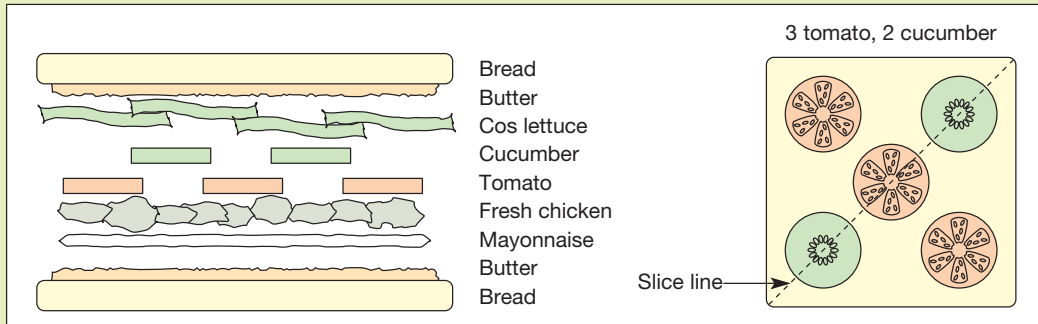 3 tomato, 2 cucumber
Bread
Butter
Cos lettuce
Cucumber
Tomato
Fresh chicken
Mayonnaise
Butter
Bread
Slice line